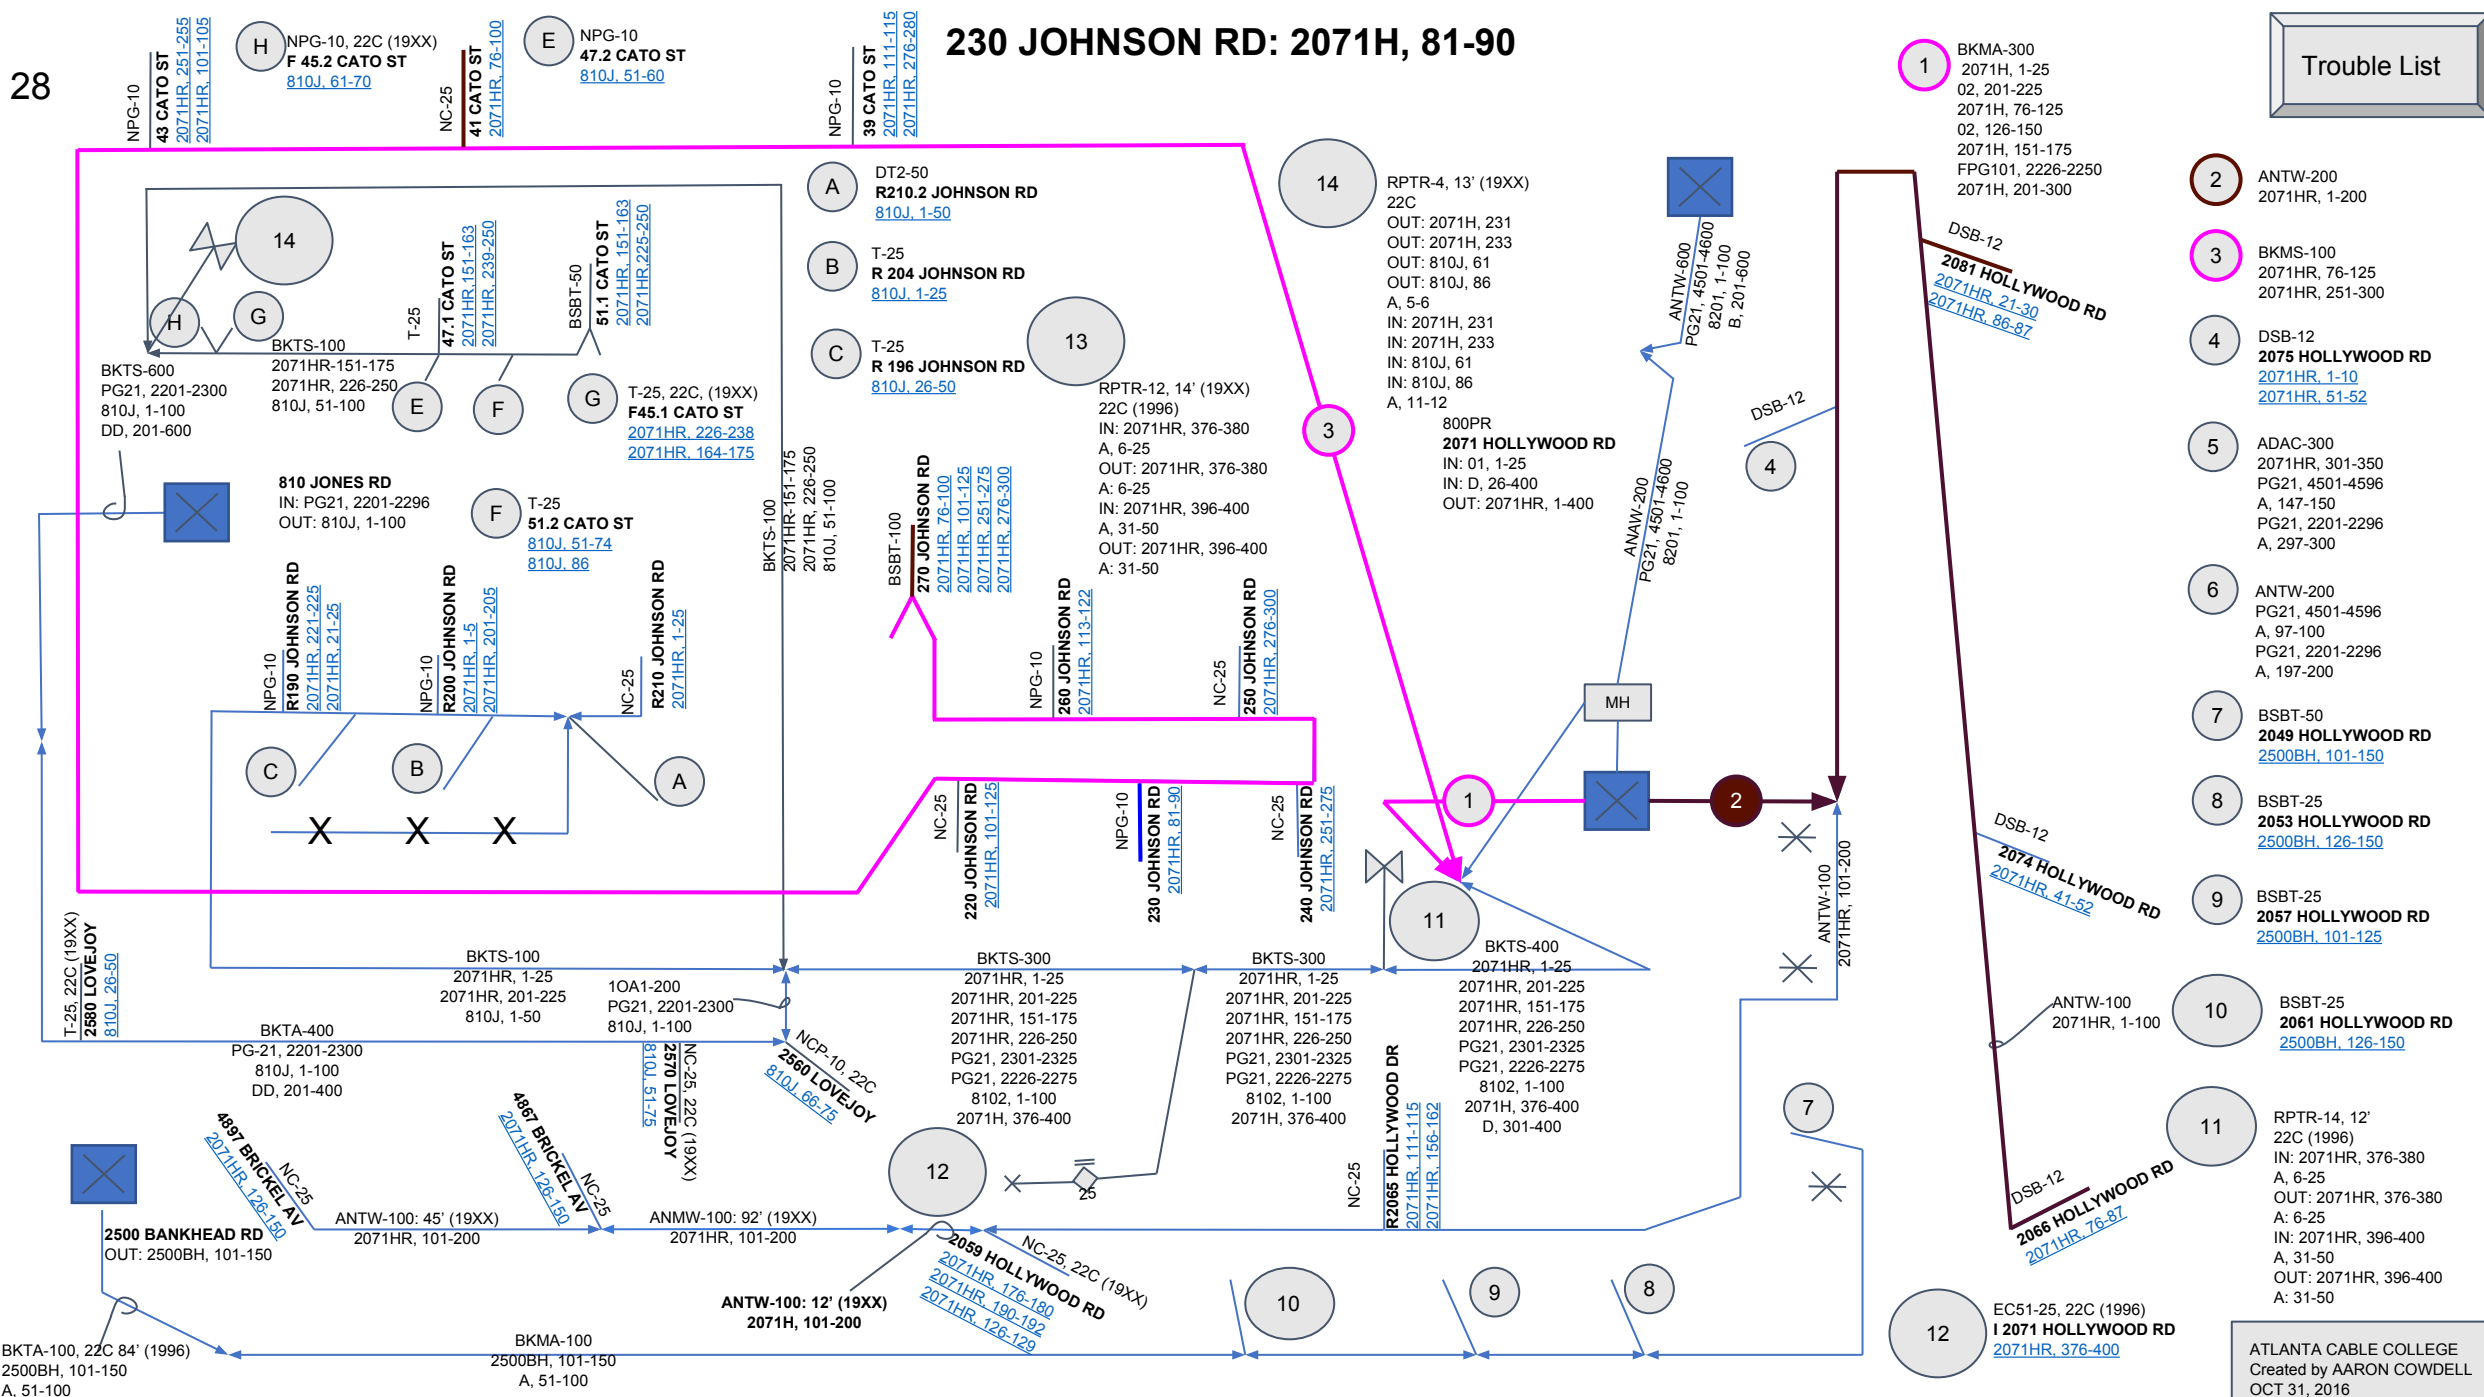 28
230 JOHNSON RD: 2071H, 81-90
Trouble List
NPG-10
43 CATO ST
2071HR, 251-255
2071HR, 101-105
H
NPG-10, 22C (19XX)
F 45.2 CATO ST
810J, 61-70
NC-25
41 CATO ST
2071HR, 76-100
E
NPG-10
47.2 CATO ST
810J, 51-60
NPG-10
39 CATO ST
2071HR, 111-115
2071HR, 276-280
14
H
G
BKTS-600
PG21, 2201-2300
810J, 1-100
DD, 201-600
BKTS-100
2071HR-151-175
2071HR, 226-250
810J, 51-100
T-25
47.1 CATO ST
2071HR,151-163
2071HR, 239-250
BSBT-50
51.1 CATO ST
2071HR, 151-163
2071HR,225-250
E
F
G
T-25, 22C, (19XX)
F45.1 CATO ST
2071HR, 226-238
2071HR, 164-175
810 JONES RD
IN: PG21, 2201-2296
OUT: 810J, 1-100
F
T-25
51.2 CATO ST
810J, 51-74
810J, 86
BKTS-100
2071HR-151-175
2071HR, 226-250
810J, 51-100
A
DT2-50
R210.2 JOHNSON RD
810J, 1-50
B
T-25
R 204 JOHNSON RD
810J, 1-25
C
T-25
R 196 JOHNSON RD
810J, 26-50
13
RPTR-12, 14' (19XX)
22C (1996)
IN: 2071HR, 376-380
A, 6-25
OUT: 2071HR, 376-380
A: 6-25
IN: 2071HR, 396-400
A, 31-50
OUT: 2071HR, 396-400
A: 31-50
14
RPTR-4, 13' (19XX)
22C
OUT: 2071H, 231
OUT: 2071H, 233
OUT: 810J, 61
OUT: 810J, 86
A, 5-6
IN: 2071H, 231
IN: 2071H, 233
IN: 810J, 61
IN: 810J, 86
A, 11-12
3
800PR
2071 HOLLYWOOD RD
IN: 01, 1-25
IN: D, 26-400
OUT: 2071HR, 1-400
ANTW-600
PG21, 4501-4600
8201, 1-100
B, 201-600
ANAW-200
PG21, 4501-4600
8201, 1-100
MH
NPG-10
R190 JOHNSON RD
2071HR, 221-225
2071HR, 21-25
NPG-10
R200 JOHNSON RD
2071HR, 1-5
2071HR, 201-205
NC-25
R210 JOHNSON RD
2071HR, 1-25
C
B
A
X
X
X
BSBT-100
270 JOHNSON RD
2071HR, 76-100
2071HR, 101-125
2071HR, 251-275
2071HR, 276-300
NPG-10
260 JOHNSON RD
2071HR, 113-122
NC-25
250 JOHNSON RD
2071HR, 276-300
NC-25
220 JOHNSON RD
2071HR, 101-125
NPG-10
230 JOHNSON RD
2071HR, 81-90
NC-25
240 JOHNSON RD
2071HR, 251-275
1
2
11
DSB-12
4
DSB-12
2081 HOLLYWOOD RD
2071HR, 21-30
2071HR, 86-87
DSB-12
2074 HOLLYWOOD RD
2071HR, 41-52
ANTW-100
2071HR, 101-200
ANTW-100
2071HR, 1-100
DSB-12
2066 HOLLYWOOD RD
2071HR, 76-87
T-25, 22C (19XX)
2580 LOVEJOY
810J, 26-50
BKTS-100
2071HR, 1-25
2071HR, 201-225
810J, 1-50
1OA1-200
PG21, 2201-2300
810J, 1-100
BKTA-400
PG-21, 2201-2300
810J, 1-100
DD, 201-400
NC-25, 22C (19XX)
2570 LOVEJOY
810J, 51-75
NCP-10, 22C
2560 LOVEJOY
810J, 66-75
BKTS-300
2071HR, 1-25
2071HR, 201-225
2071HR, 151-175
2071HR, 226-250
PG21, 2301-2325
PG21, 2226-2275
8102, 1-100
2071H, 376-400
BKTS-300
2071HR, 1-25
2071HR, 201-225
2071HR, 151-175
2071HR, 226-250
PG21, 2301-2325
PG21, 2226-2275
8102, 1-100
2071H, 376-400
BKTS-400
2071HR, 1-25
2071HR, 201-225
2071HR, 151-175
2071HR, 226-250
PG21, 2301-2325
PG21, 2226-2275
8102, 1-100
2071H, 376-400
D, 301-400
25
12
NC-25
R2065 HOLLYWOOD DR
2071HR, 111-115
2071HR, 156-162
7
2500 BANKHEAD RD
OUT: 2500BH, 101-150
NC-25
4897 BRICKEL AV
2071HR, 126-150
NC-25
4867 BRICKEL AV
2071HR, 126-150
ANTW-100: 45' (19XX)
2071HR, 101-200
ANMW-100: 92' (19XX)
2071HR, 101-200
ANTW-100: 12' (19XX)
2071H, 101-200
NC-25, 22C (19XX)
2059 HOLLYWOOD RD
2071HR, 176-180
2071HR, 190-192
2071HR, 126-129
10
9
8
BKTA-100, 22C 84' (1996)
2500BH, 101-150
A, 51-100
BKMA-100
2500BH, 101-150
A, 51-100
1
BKMA-300
2071H, 1-25
02, 201-225
2071H, 76-125
02, 126-150
2071H, 151-175
FPG101, 2226-2250
2071H, 201-300
2
ANTW-200
2071HR, 1-200
3
BKMS-100
2071HR, 76-125
2071HR, 251-300
4
DSB-12
2075 HOLLYWOOD RD
2071HR, 1-10
2071HR, 51-52
5
ADAC-300
2071HR, 301-350
PG21, 4501-4596
A, 147-150
PG21, 2201-2296
A, 297-300
6
ANTW-200
PG21, 4501-4596
A, 97-100
PG21, 2201-2296
A, 197-200
7
BSBT-50
2049 HOLLYWOOD RD
2500BH, 101-150
8
BSBT-25
2053 HOLLYWOOD RD
2500BH, 126-150
9
BSBT-25
2057 HOLLYWOOD RD
2500BH, 101-125
10
BSBT-25
2061 HOLLYWOOD RD
2500BH, 126-150
11
RPTR-14, 12'
22C (1996)
IN: 2071HR, 376-380
A, 6-25
OUT: 2071HR, 376-380
A: 6-25
IN: 2071HR, 396-400
A, 31-50
OUT: 2071HR, 396-400
A: 31-50
12
EC51-25, 22C (1996)
I 2071 HOLLYWOOD RD
2071HR, 376-400
ATLANTA CABLE COLLEGE
Created by AARON COWDELL
OCT 31, 2016